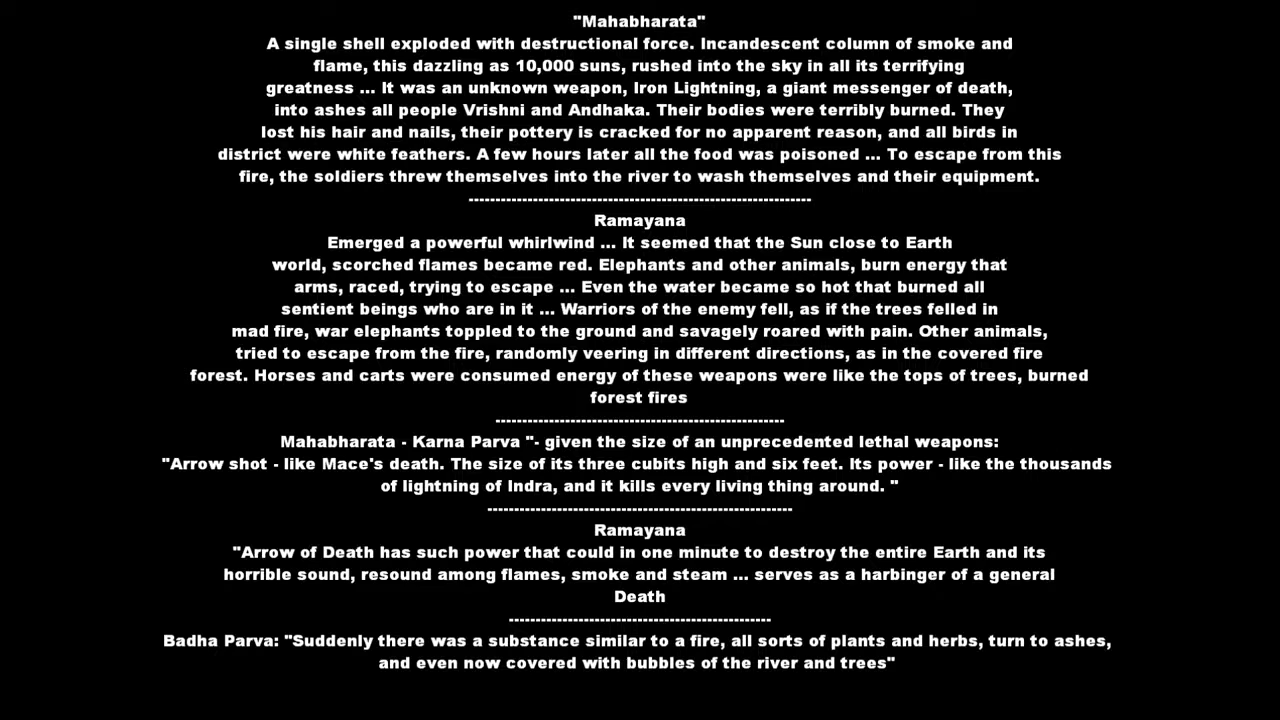 "Mahabharata"
A single shell exploded with destructional force. Incandescent column of smoke and
flame, this dazzling as 10,000 suns, rushed into the sky in all its terrifying
greatness ... It was an unknown weapon, Iron Lightning, a giant messenger of death,
into ashes all people Vrishni and Andhaka. Their bodies were terribly burned. They
lost his hair and nails, their pottery is cracked for no apparent reason, and all birds in
district were white feathers. A few hours later all the food was poisoned ... To escape from this
fire, the soldiers threw themselves into the river to wash themselves and their equipment.
----------------------------------------------------------------
Ramayana
Emerged a powerful whirlwind ... It seemed that the Sun close to Earth
world, scorched flames became red. Elephants and other animals, burn energy that
arms, raced, trying to escape ... Even the water became so hot that burned all
sentient beings who are in it ... Warriors of the enemy fell, as if the trees felled in
mad fire, war elephants toppled to the ground and savagely roared with pain. Other animals,
tried to escape from the fire, randomly veering in different directions, as in the covered fire
forest. Horses and carts were consumed energy of these weapons were like the tops of trees, burned
forest fires
------------------------------------------------------
Mahabharata - Karna Parva "- given the size of an unprecedented lethal weapons:
"Arrow shot - like Mace's death. The size of its three cubits high and six feet. Its power - like the thousands
of lightning of Indra, and it kills every living thing around. "
---------------------------------------------------------
Ramayana
"Arrow of Death has such power that could in one minute to destroy the entire Earth and its
horrible sound, resound among flames, smoke and steam ... serves as a harbinger of a general
Death
-------------------------------------------------
Badha Parva: "Suddenly there was a substance similar to a fire, all sorts of plants and herbs, turn to ashes,
and even now covered with bubbles of the river and trees"